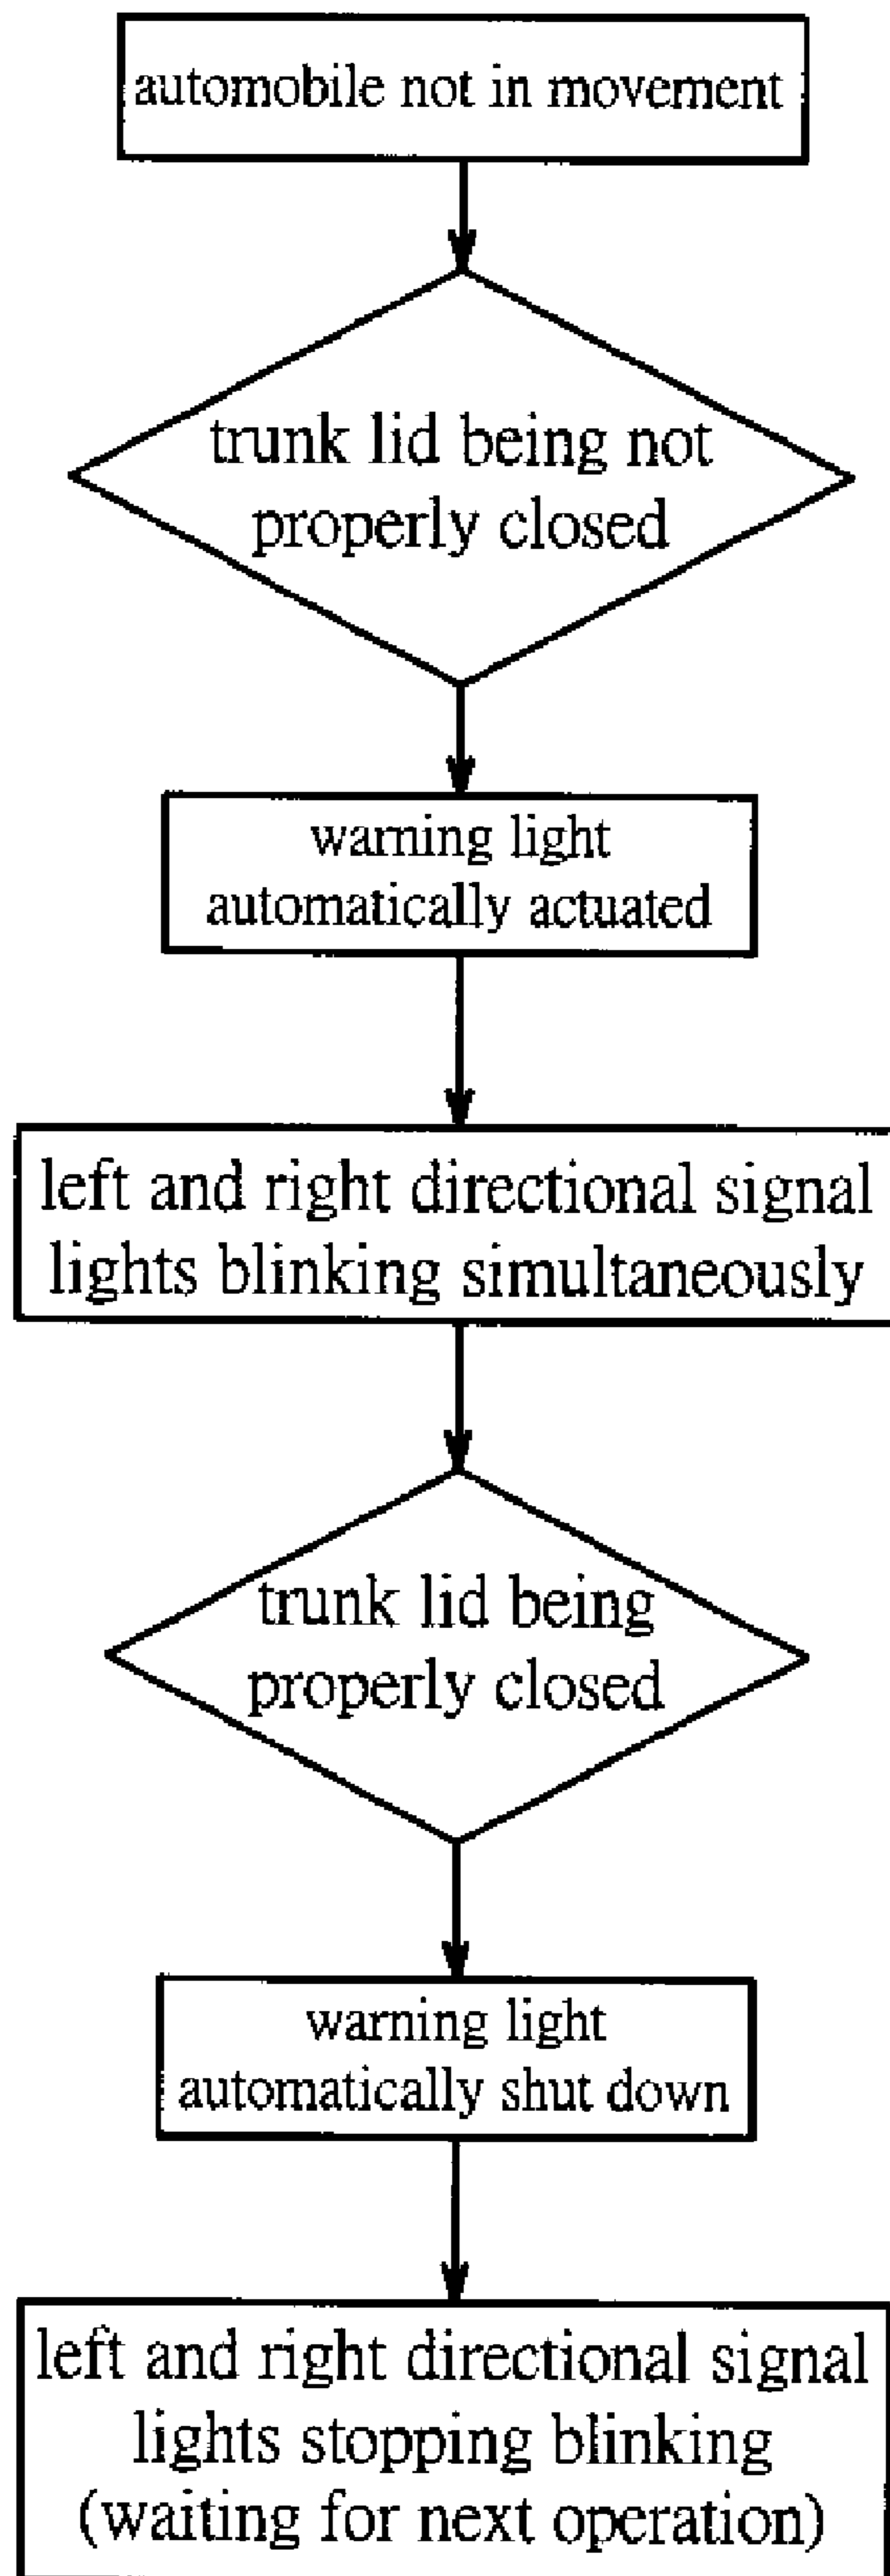 automobile not in movement
trunk lid being not
properly closed
warning light
automatically actuated
left and right directional signal
lights blinking simultaneously
trunk lid being
properly closed
warning light
automatically shut down
left and right directional signal
lights stopping blinking
(waiting for next operation)